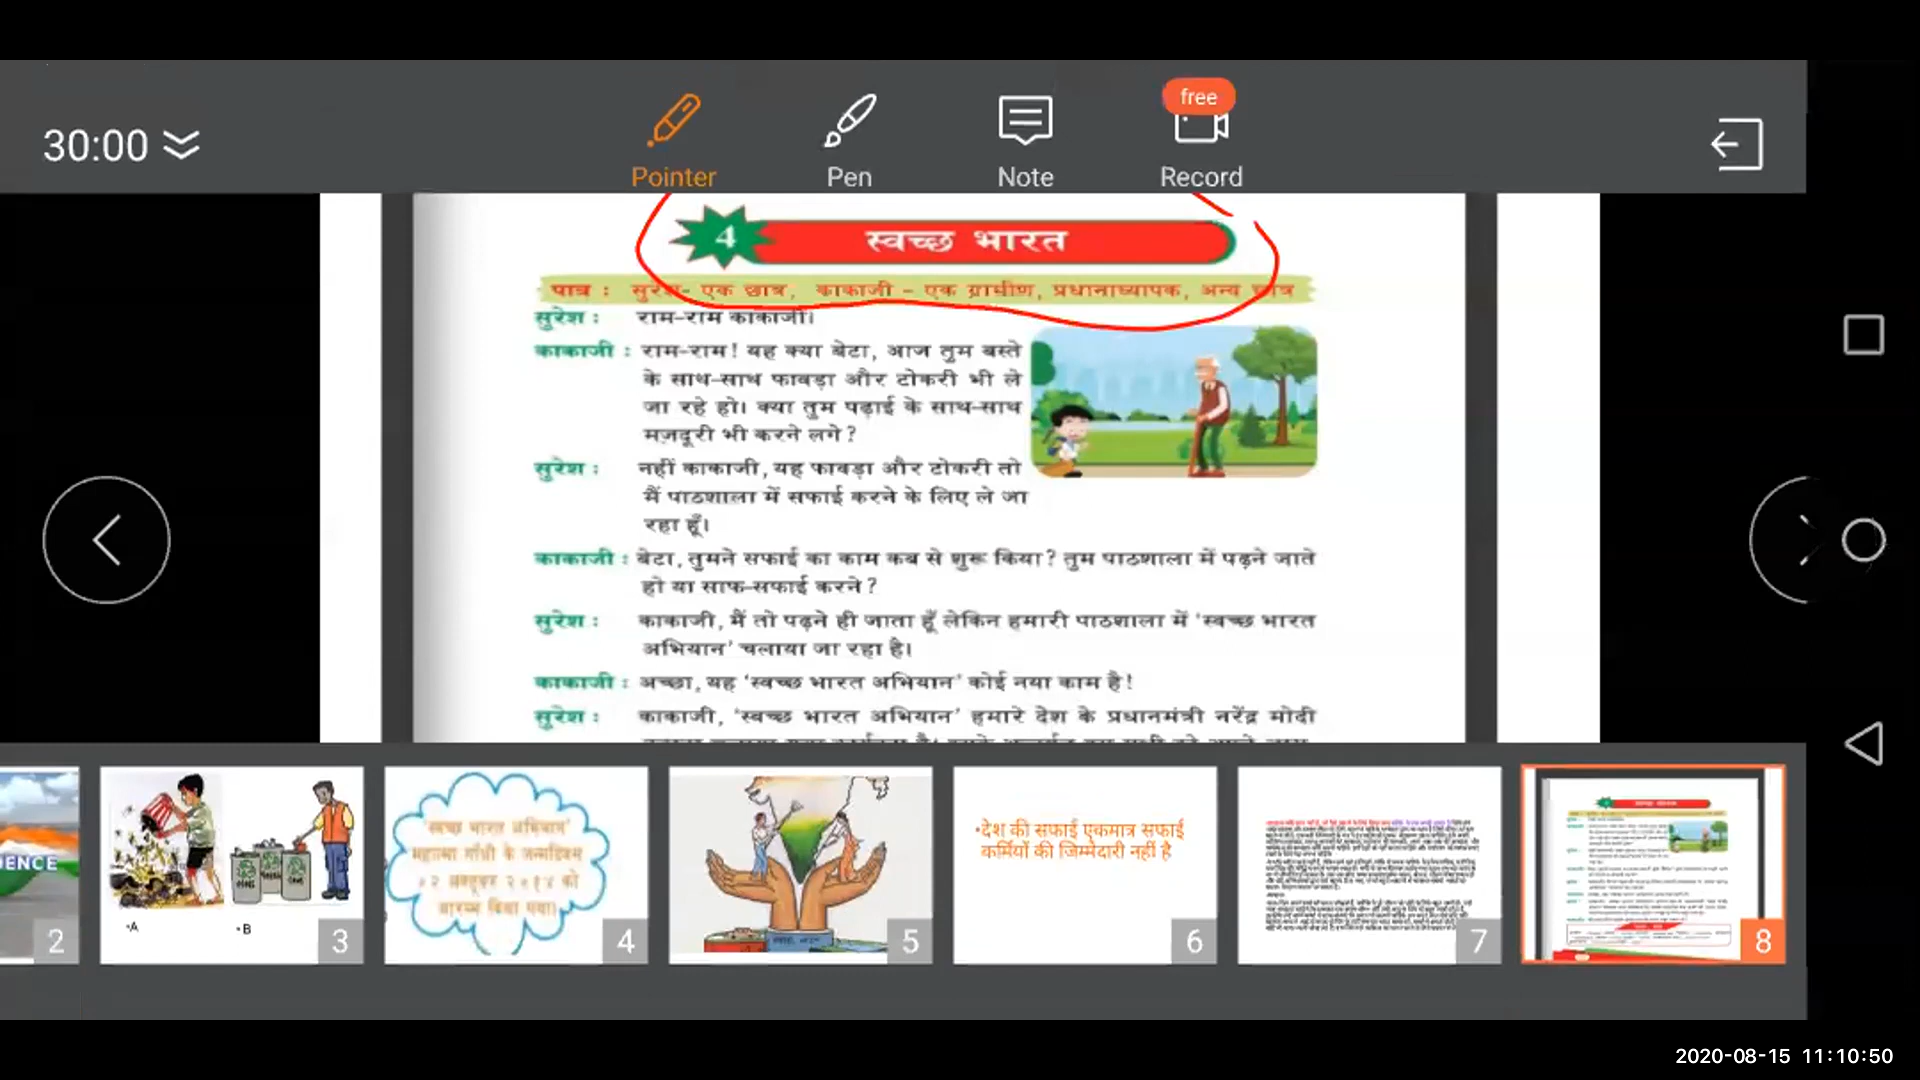 free
30:00
Pointer
Pen
Note
Record
4
स्वच्छ भारत
पात्र : सुरेश- एक छात्र, काकाजी - एक ग्रामीण, प्रधानाध्यापक, अन्य छात्र
सुरेश : राम-राम काकाजी।
काकाजी : राम-राम! यह क्या बेटा, आज तुम बस्ते
के साथ-साथ फावड़ा और टोकरी भी ले
जा रहे हो। क्या तुम पढ़ाई के साथ-साथ
मज़दूरी भी करने लगे?
सुरेश : नहीं काकाजी, यह फावड़ा और टोकरी तो
मैं पाठशाला में सफाई करने के लिए ले जा
रहा हूँ।
काकाजी : बेटा, तुमने सफाई का काम कब से शुरू किया? तुम पाठशाला में पढ़ने जाते
हो या साफ-सफाई करने?
सुरेश : काकाजी, मैं तो पढ़ने ही जाता हूँ लेकिन हमारी पाठशाला में 'स्वच्छ भारत
अभियान' चलाया जा रहा है।
काकाजी : अच्छा, यह 'स्वच्छ भारत अभियान' कोई नया काम है!
सुरेश : काकाजी, 'स्वच्छ भारत अभियान' हमारे देश के प्रधानमंत्री नरेंद्र मोदी
ENCE
2
•A
•B
3
'स्वच्छ भारत अभियान'
महात्मा गांधी के जन्मदिवस
०२ अक्तूबर २०१४ को
आरम्भ किया गया।
4
5
•देश की सफाई एकमात्र सफाई
कर्मियों की जिम्मेदारी नहीं है
6
7
8
2020-08-15 11:10:50